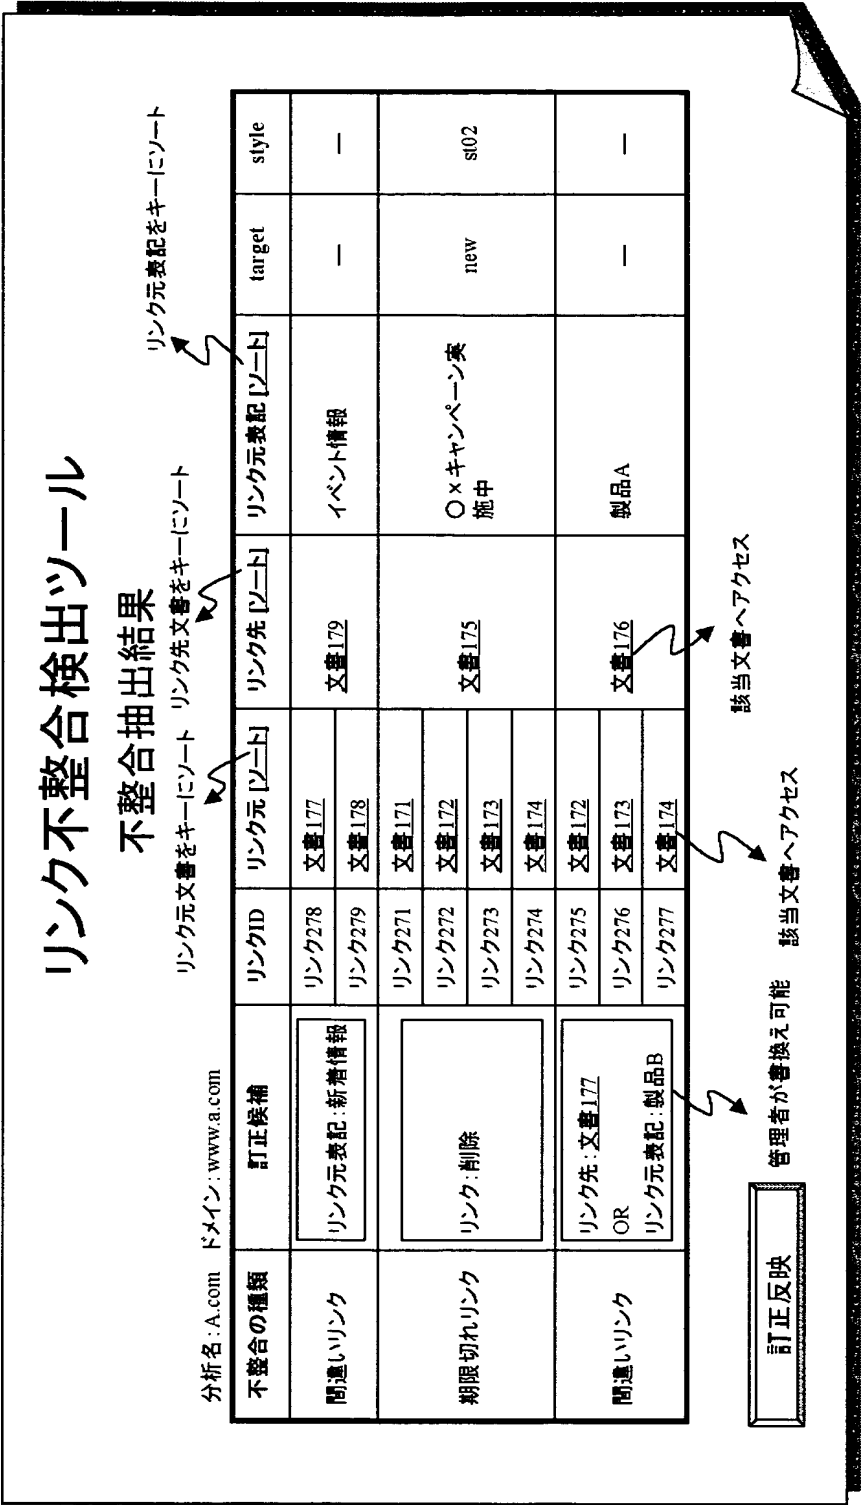 リンク不整合検出ツール
不整合抽出結果
分析名：A.com　ドメイン：www.a.com
リンク元文書をキーにソート
リンク先文書をキーにソート
リンク元表記をキーにソート
不整合の種類 訂正候補 リンクID リンク元 [ソート] リンク先 [ソート] リンク元表記 [ソート] target style
間違いリンク リンク元表記：新着情報 リンク278 文書177 文書179 イベント情報 ― ―
リンク279 文書178
期限切れリンク リンク：削除 リンク271 文書171 文書175 〇×キャンペーン実 new st02
施中
リンク272 文書172
リンク273 文書173
リンク274 文書174
間違いリンク リンク先：文書177 リンク275 文書172 文書176 製品A ― ―
OR リンク276 文書173
リンク元表記：製品B リンク277 文書174
訂正反映
管理者が書換え可能
該当文書へアクセス
該当文書へアクセス